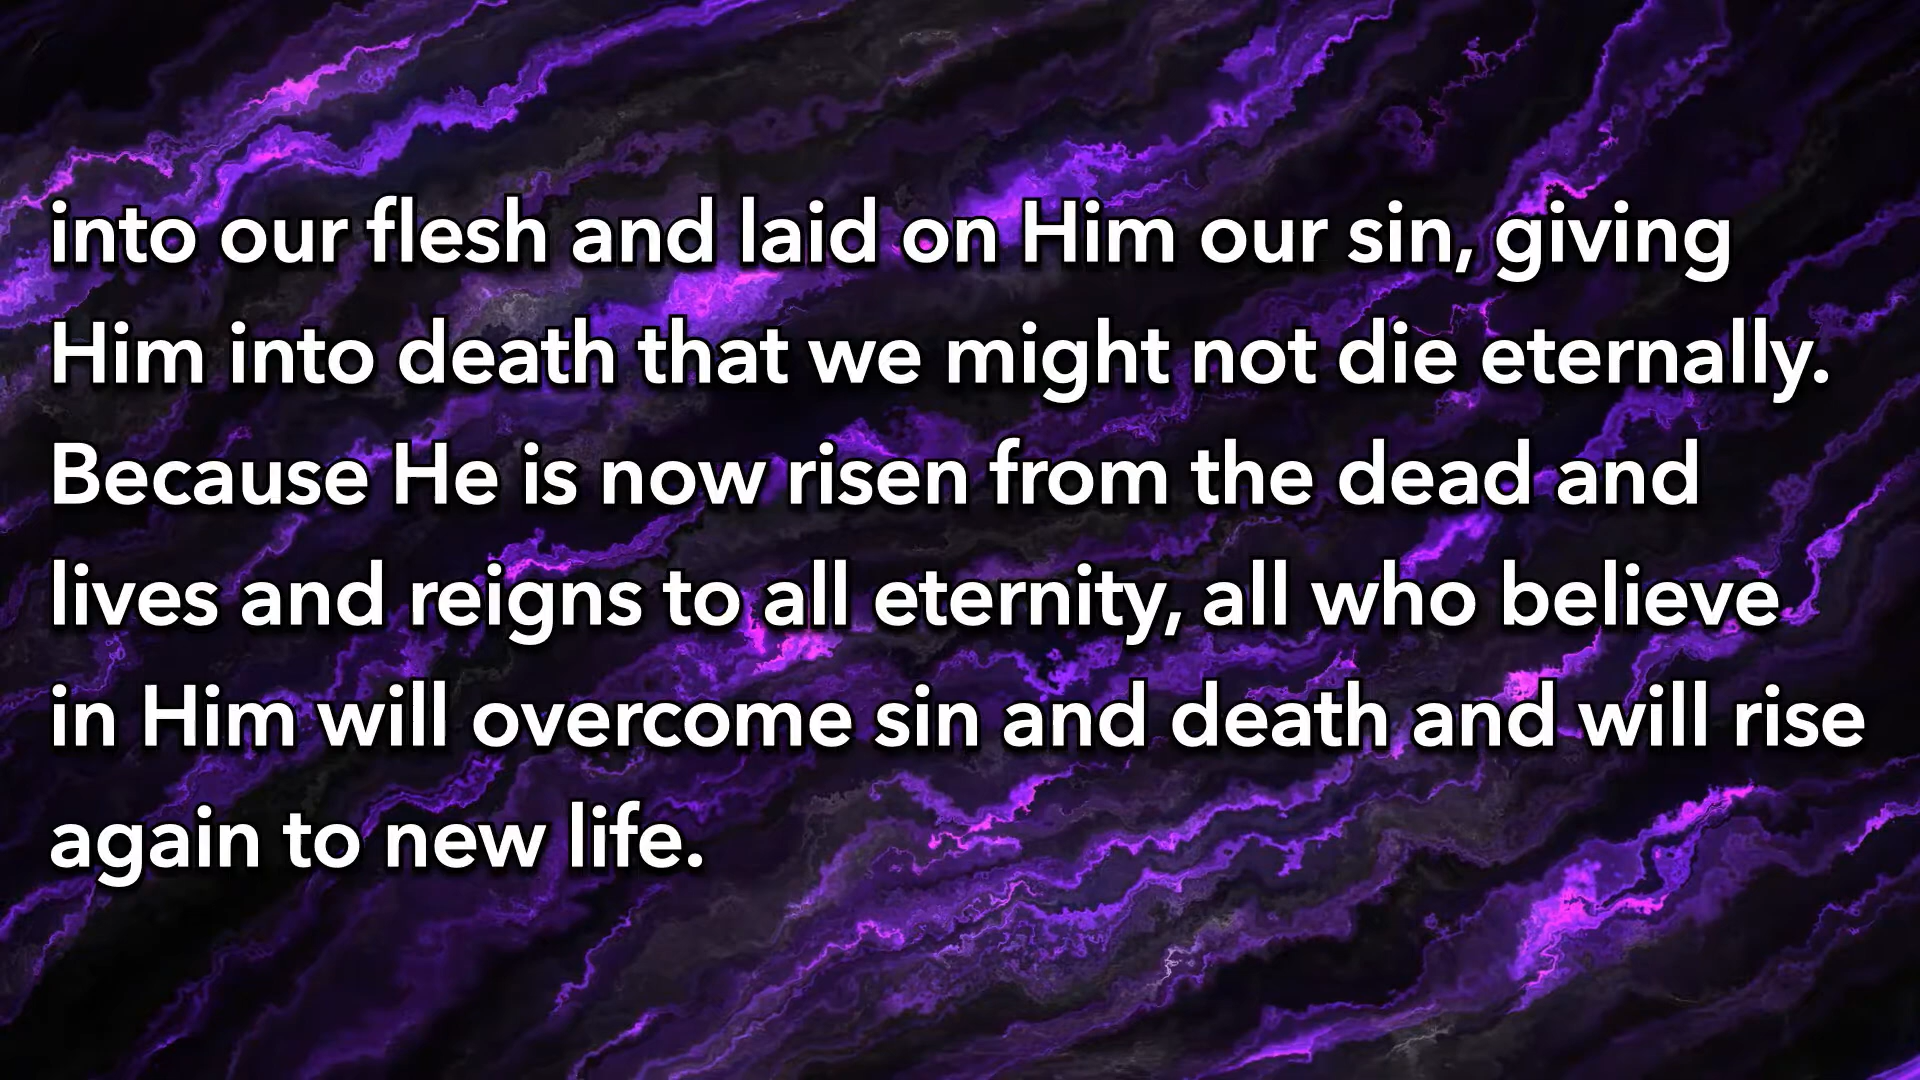 into our flesh and laid on Him our sin, giving
Him into death that we might not die eternally.
Because He is now risen from the dead and
lives and reigns to all eternity, all who believe
in Him will overcome sin and death and will rise
again to new life.